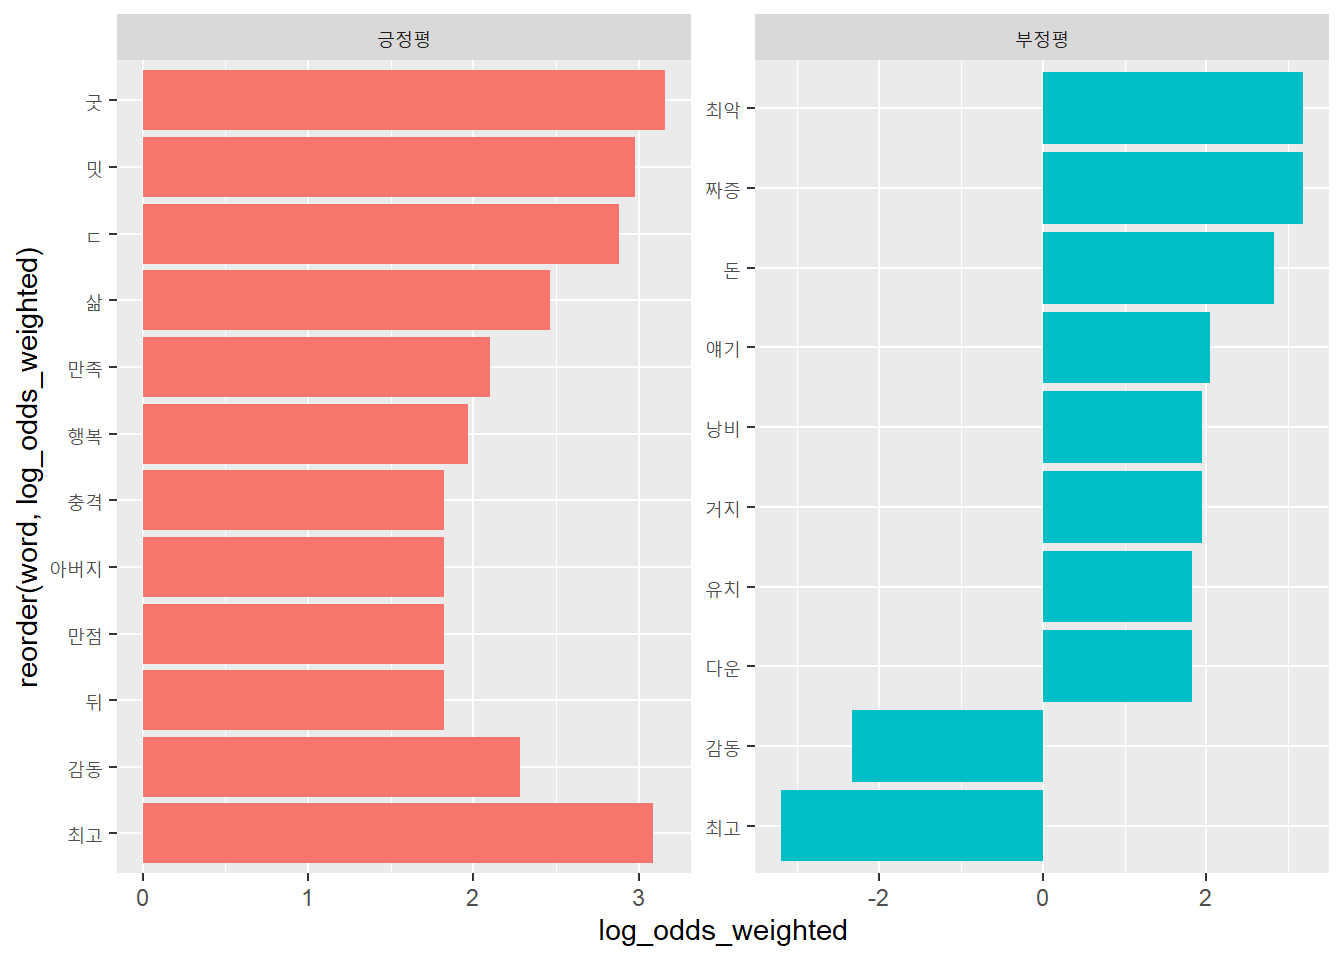 긍정평
부정평
reorder(word, log_odds_weighted)
굿
밋
ㄷ
삶
만족
행복
충격
아버지
만점
뒤
감동
최고
최악
짜증
돈
얘기
낭비
거지
유치
다운
감동
최고
0 1 2 3
-2 0 2
log_odds_weighted